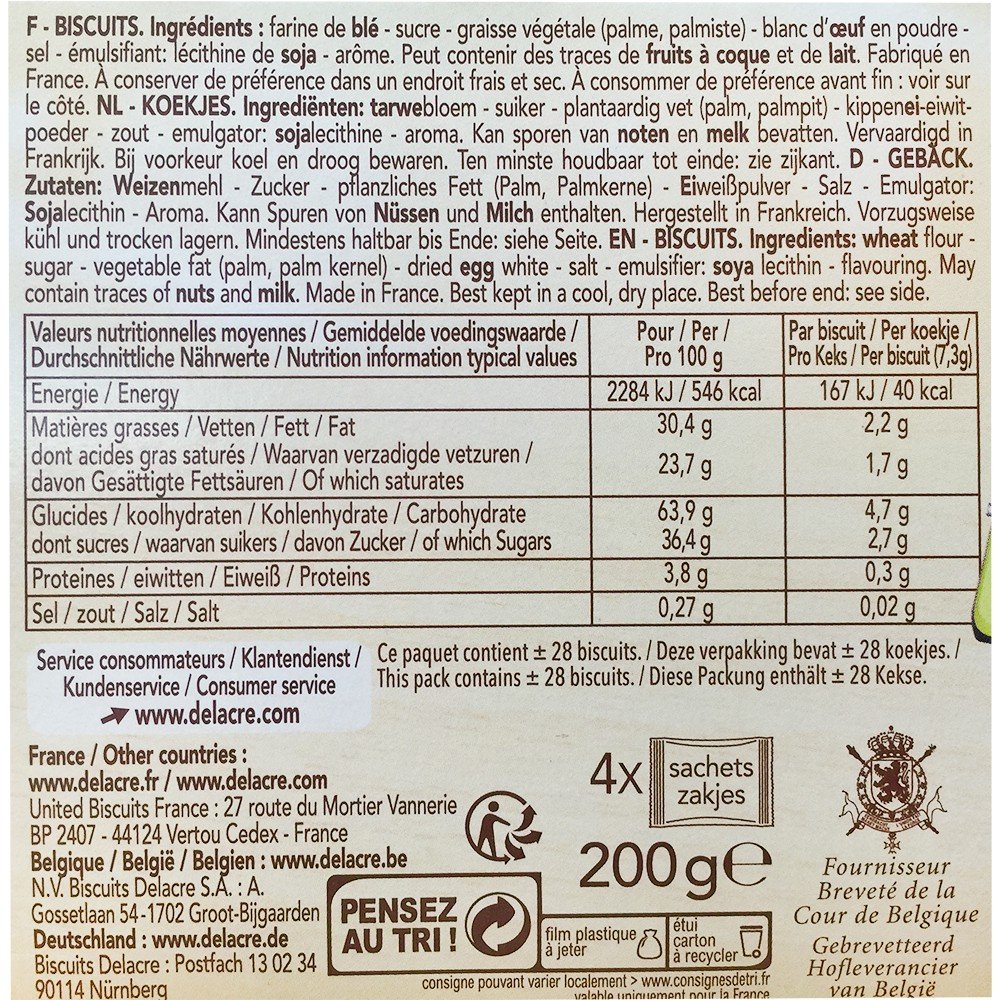 F - BISCUITS. Ingrédients : farine de blé - sucre - graisse végétale (palme, palmiste) - blanc d'œuf en poudre -
sel - émulsifiant: lécithine de soja - arôme. Peut contenir des traces de fruits à coque et de lait. Fabriqué en
France. À conserver de préférence dans un endroit frais et sec. À consommer de préférence avant fin : voir sur
le côté. NL - KOEKJES. Ingrediënten: tarwebloem - suiker - plantaardig vet (palm, palmpit) - kippenei-eiwit-
poeder - zout - emulgator: sojalecithine - aroma. Kan sporen van noten en melk bevatten. Vervaardigd in
Frankrijk. Bij voorkeur koel en droog bewaren. Ten minste houdbaar tot einde: zie zijkant. D - GEBÄCK.
Zutaten: Weizenmehl - Zucker - pflanzliches Fett (Palm, Palmkerne) - Eiweißpulver - Salz - Emulgator:
Sojalecithin - Aroma. Kann Spuren von Nüssen und Milch enthalten. Hergestellt in Frankreich. Vorzugsweise
kühl und trocken lagern. Mindestens haltbar bis Ende: siehe Seite. EN - BISCUITS. Ingredients: wheat flour -
sugar - vegetable fat (palm, palm kernel) - dried egg white - salt - emulsifier: soya lecithin - flavouring. May
contain traces of nuts and milk. Made in France. Best kept in a cool, dry place. Best before end: see side.
Valeurs nutritionnelles moyennes / Gemiddelde voedingswaarde / Pour / Per / Par biscuit / Per koekje /
Durchschnittliche Nährwerte / Nutrition information typical values Pro 100 g Pro Keks / Per biscuit (7,3g)
Energie / Energy 2284 kJ / 546 kcal 167 kJ / 40 kcal
Matières grasses / Vetten / Fett / Fat 30,4 g 2,2 g
dont acides gras saturés / Waarvan verzadigde vetzuren / 23,7 g 1,7 g
davon Gesättigte Fettsäuren / Of which saturates
Glucides / koolhydraten / Kohlenhydrate / Carbohydrate 63,9 g 4,7 g
dont sucres / waarvan suikers / davon Zucker / of which Sugars 36,4 g 2,7 g
Proteines / eiwitten / Eiweiß / Proteins 3,8 g 0,3 g
Sel / zout / Salz / Salt 0,27 g 0,02 g
Service consommateurs / Klantendienst /
Kundenservice / Consumer service
www.delacre.com
Ce paquet contient ± 28 biscuits. / Deze verpakking bevat ± 28 koekjes. /
This pack contains ± 28 biscuits. / Diese Packung enthält ± 28 Kekse.
France / Other countries :
www.delacre.fr / www.delacre.com
United Biscuits France : 27 route du Mortier Vannerie
BP 2407 - 44124 Vertou Cedex - France
Belgique / België / Belgien : www.delacre.be
N.V. Biscuits Delacre S.A. : A.
Gossetlaan 54 -1702 Groot-Bijgaarden
Deutschland : www.delacre.de
Biscuits Delacre : Postfach 13 02 34
90114 Nürnberg
4x sachets
zakjes
200 g e
PENSEZ
AU TRI !
film plastique
à jeter
étui
carton
à recycler
consigne pouvant varier localement > www.consignesdetri.fr
valable uniquement pour la France
Fournisseur
Breveté de la
Cour de Belgique
Gebrevetteerd
Hofleverancier
van België